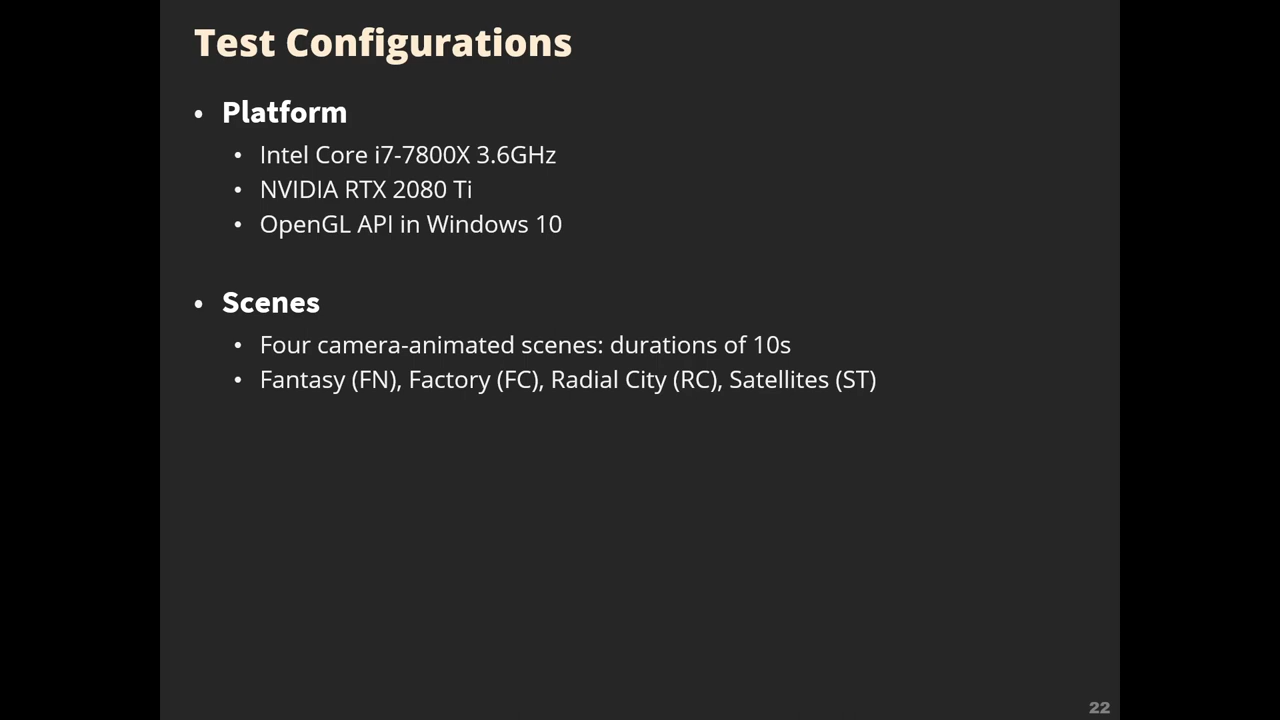 Test Configurations
• Platform
• Intel Core i7-7800X 3.6GHz
• NVIDIA RTX 2080 Ti
• OpenGL API in Windows 10
• Scenes
• Four camera-animated scenes: durations of 10s
• Fantasy (FN), Factory (FC), Radial City (RC), Satellites (ST)
22